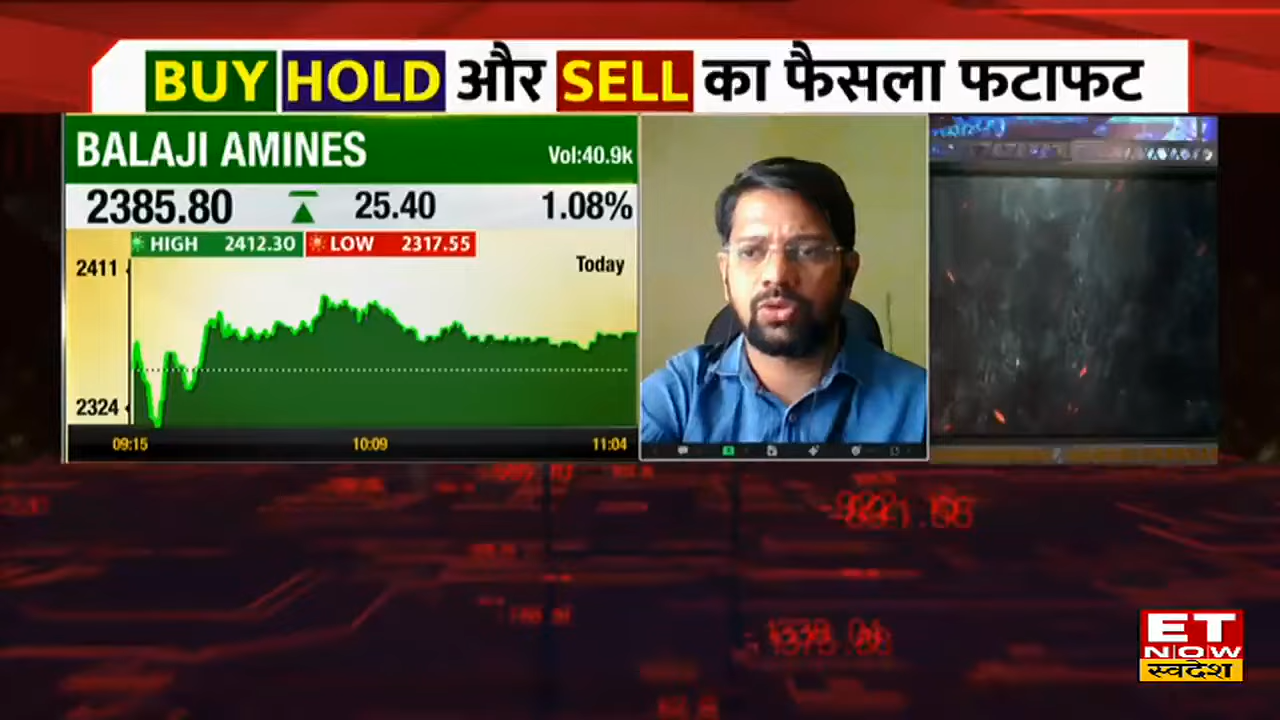 BUY HOLD और SELL का फैसला फटाफट
BALAJI AMINES
Vol:40.9k
2385.80 25.40 1.08%
HIGH 2412.30 LOW 2317.55
2411
Today
2324
09:15 10:09 11:04
ET
NOW
स्वदेश